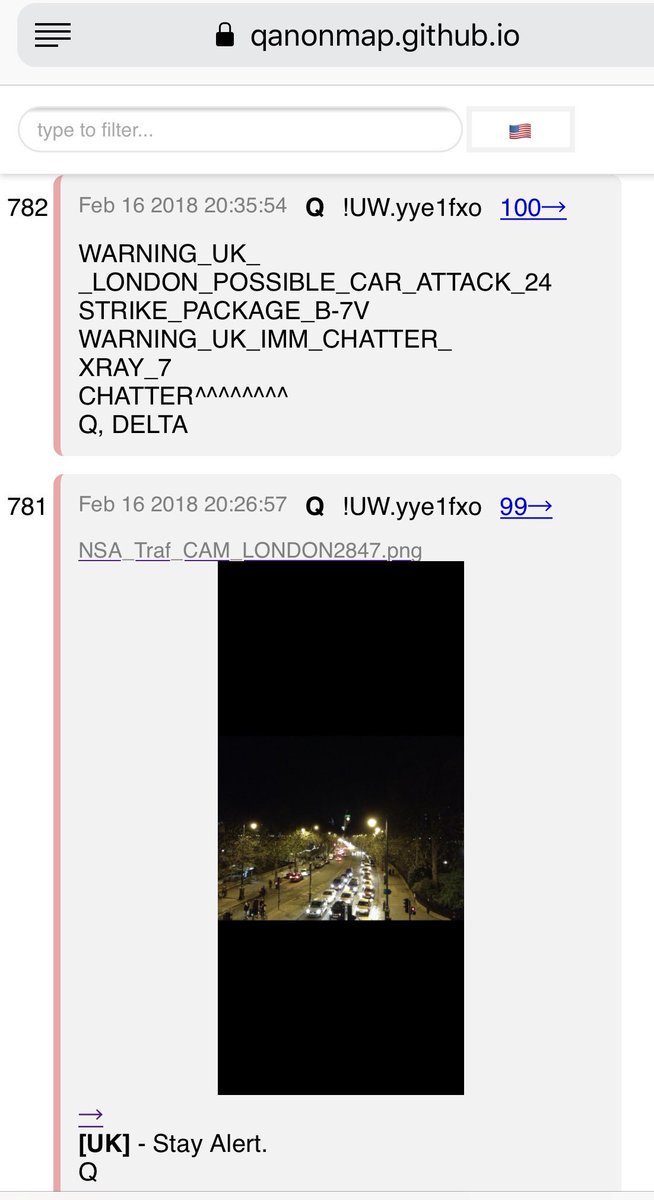 qanonmap.github.io
type to filter...
782
Feb 16 2018 20:35:54 Q !UW.yye1fxo 100→
WARNING_UK_
_LONDON_POSSIBLE_CAR_ATTACK_24
STRIKE_PACKAGE_B-7V
WARNING_UK_IMM_CHATTER_
XRAY_7
CHATTER^^^^^^^^
Q, DELTA
781
Feb 16 2018 20:26:57 Q !UW.yye1fxo 99→
NSA_Traf_CAM_LONDON2847.png
→
[UK] - Stay Alert.
Q